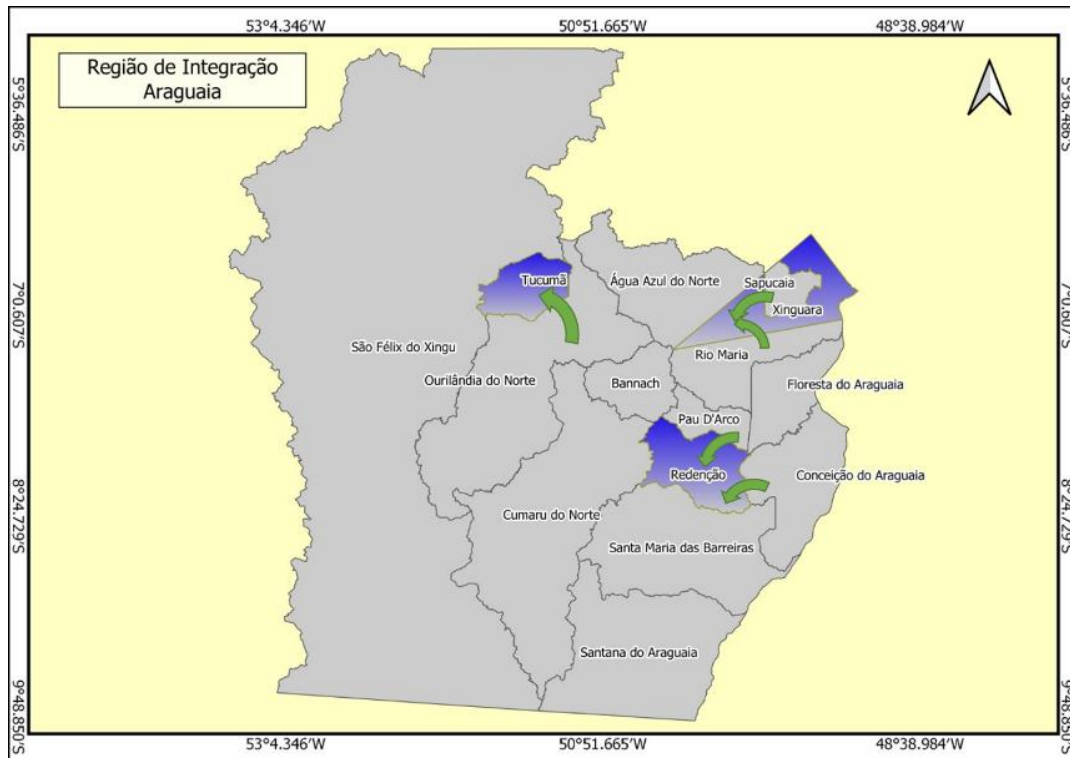 53°4.346'W
50°51.665'W
48°38.984'W
Região de Integração
Araguaia
5°36.486'S
5°36.486'S
Tucumã
Água Azul do Norte
Sapucaia
Xinguara
7°0.607'S
7°0.607'S
São Félix do Xingu
Rio Maria
Ourilândia do Norte
Bannach
Floresta do Araguaia
Pau D'Arco
Redenção
Conceição do Araguaia
8°24.729'S
8°24.729'S
Cumaru do Norte
Santa Maria das Barreiras
Santana do Araguaia
9°48.850'S
9°48.850'S
53°4.346'W
50°51.665'W
48°38.984'W